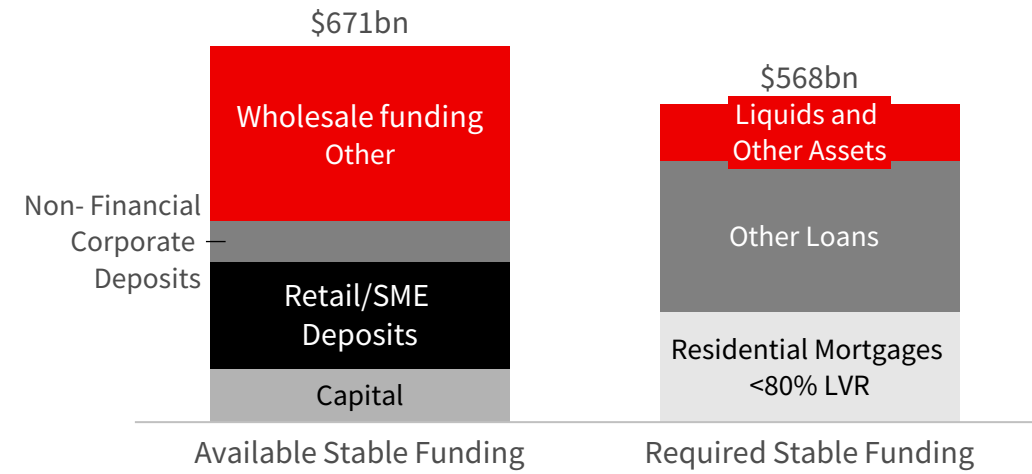 $671bn
Wholesale funding
Other
Non- Financial
Corporate
Deposits
Retail/SME
Deposits
Capital
Available Stable Funding
$568bn
Liquids and
Other Assets
Other Loans
Residential Mortgages
<80% LVR
Required Stable Funding